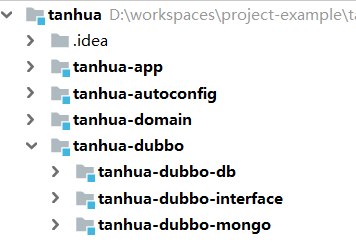 tanhua D:\workspaces\project-example\ta
.idea
tanhua-app
tanhua-autoconfig
tanhua-domain
tanhua-dubbo
tanhua-dubbo-db
tanhua-dubbo-interface
tanhua-dubbo-mongo